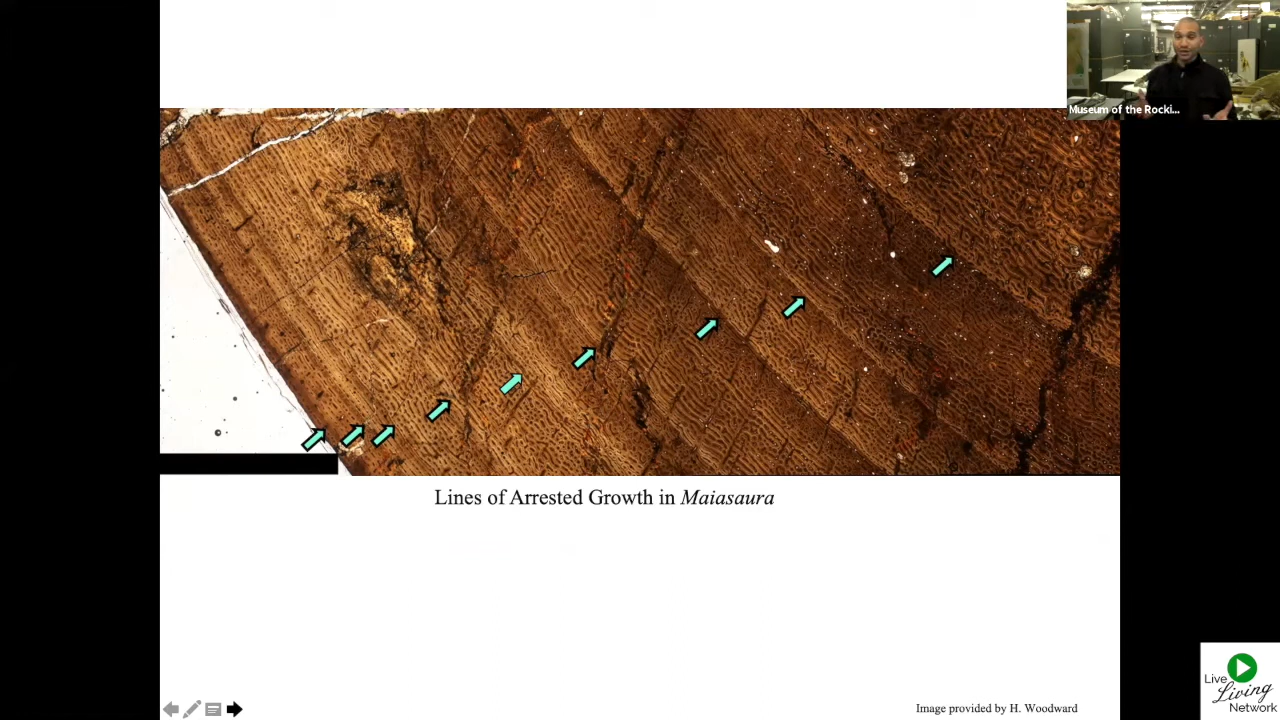 Museum of the Rocki...
Lines of Arrested Growth in Maiasaura
Image provided by H. Woodward
Live
Living
Network